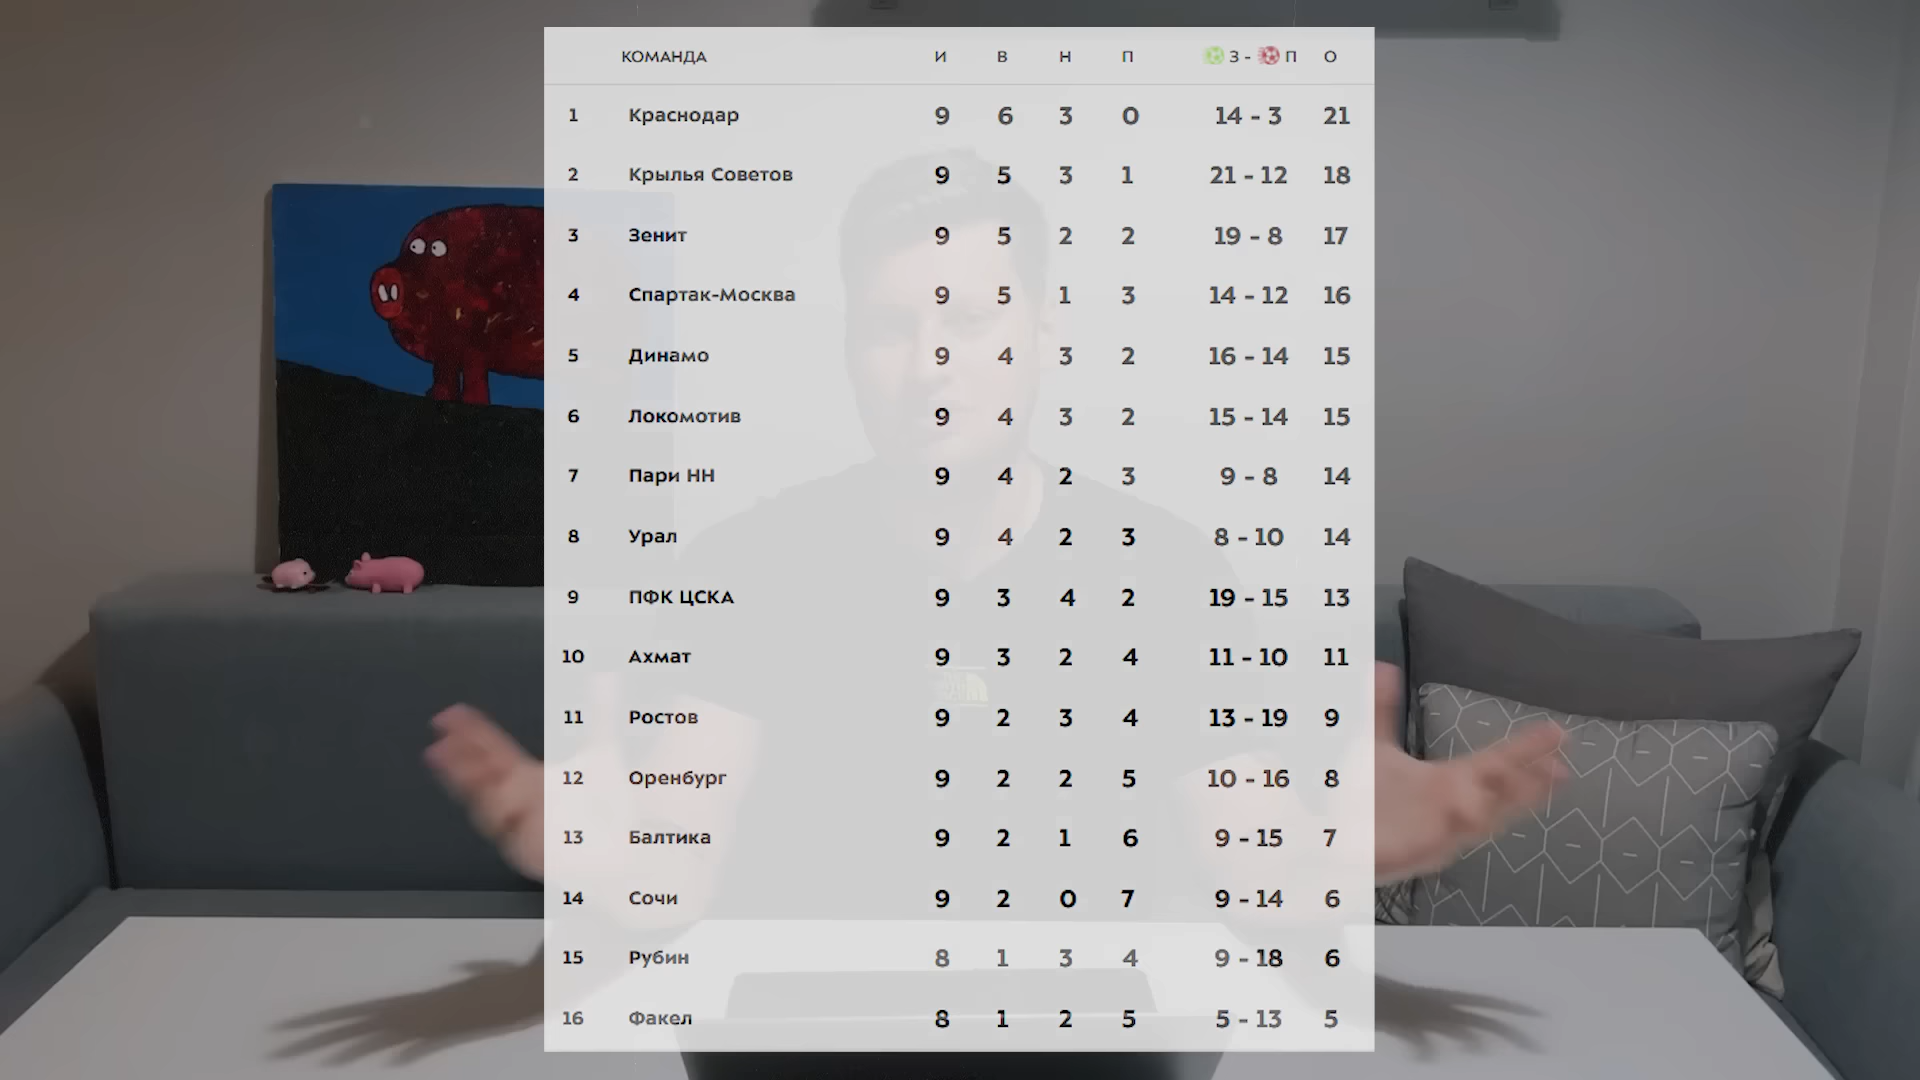 КОМАНДА И В Н П З - П О
1 Краснодар 9 6 3 0 14 - 3 21
2 Крылья Советов 9 5 3 1 21 - 12 18
3 Зенит 9 5 2 2 19 - 8 17
4 Спартак-Москва 9 5 1 3 14 - 12 16
5 Динамо 9 4 3 2 16 - 14 15
6 Локомотив 9 4 3 2 15 - 14 15
7 Пари НН 9 4 2 3 9 - 8 14
8 Урал 9 4 2 3 8 - 10 14
9 ПФК ЦСКА 9 3 4 2 19 - 15 13
10 Ахмат 9 3 2 4 11 - 10 11
11 Ростов 9 2 3 4 13 - 19 9
12 Оренбург 9 2 2 5 10 - 16 8
13 Балтика 9 2 1 6 9 - 15 7
14 Сочи 9 2 0 7 9 - 14 6
15 Рубин 8 1 3 4 9 - 18 6
16 Факел 8 1 2 5 5 - 13 5